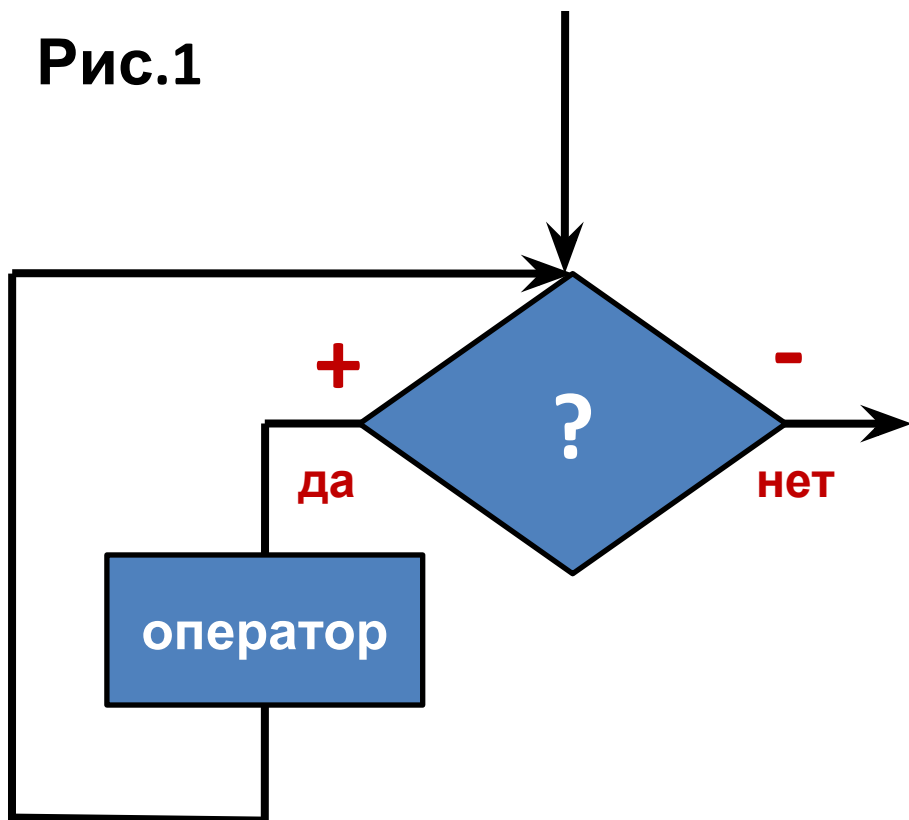 Рис.1
+
-
?
да
нет
оператор